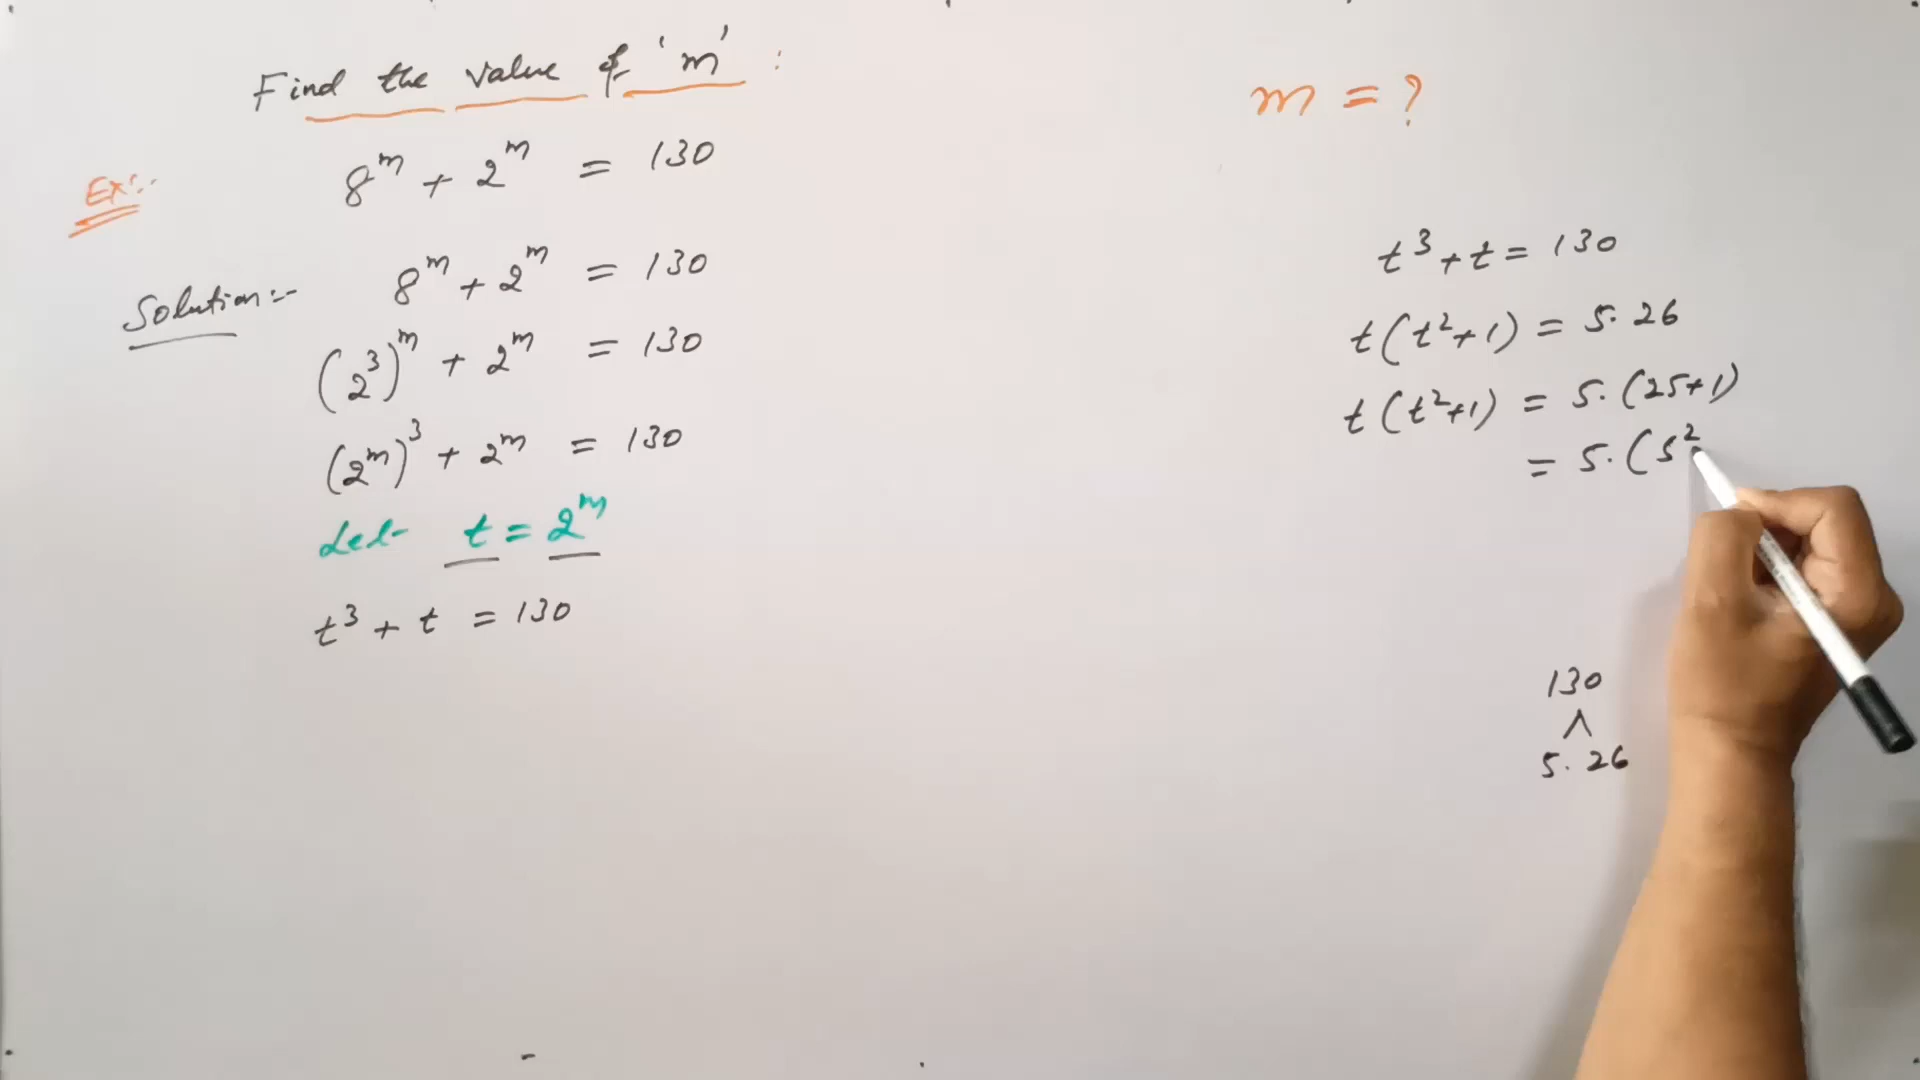 Find the value of 'm' :
m = ?
Ex:-
8^m + 2^m = 130
Solution:-
8^m + 2^m = 130
(2^3)^m + 2^m = 130
(2^m)^3 + 2^m = 130
Let t = 2^m
t^3 + t = 130
t^3 + t = 130
t(t^2+1) = 5.26
t(t^2+1) = 5.(25+1)
= 5.(5^2
130
5.26